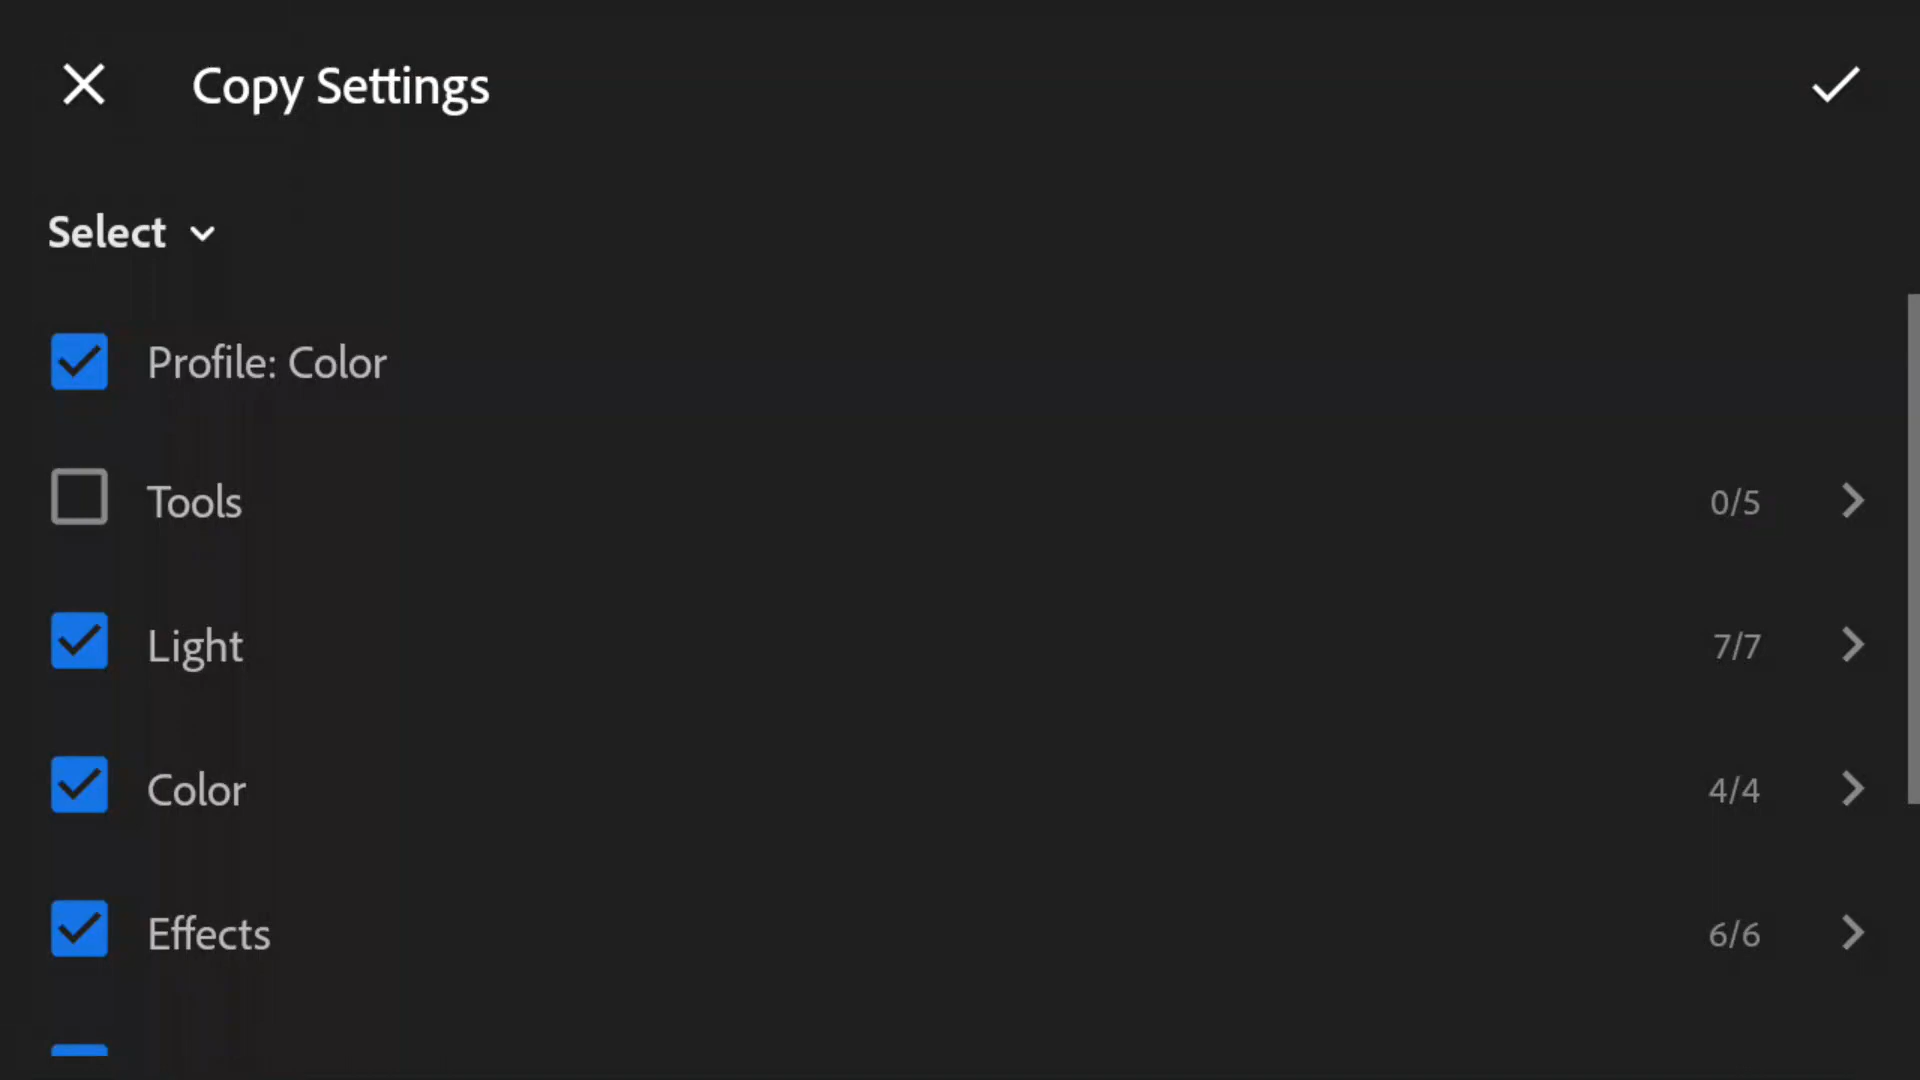 Copy Settings
Select
Profile: Color
Tools 0/5
Light 7/7
Color 4/4
Effects 6/6